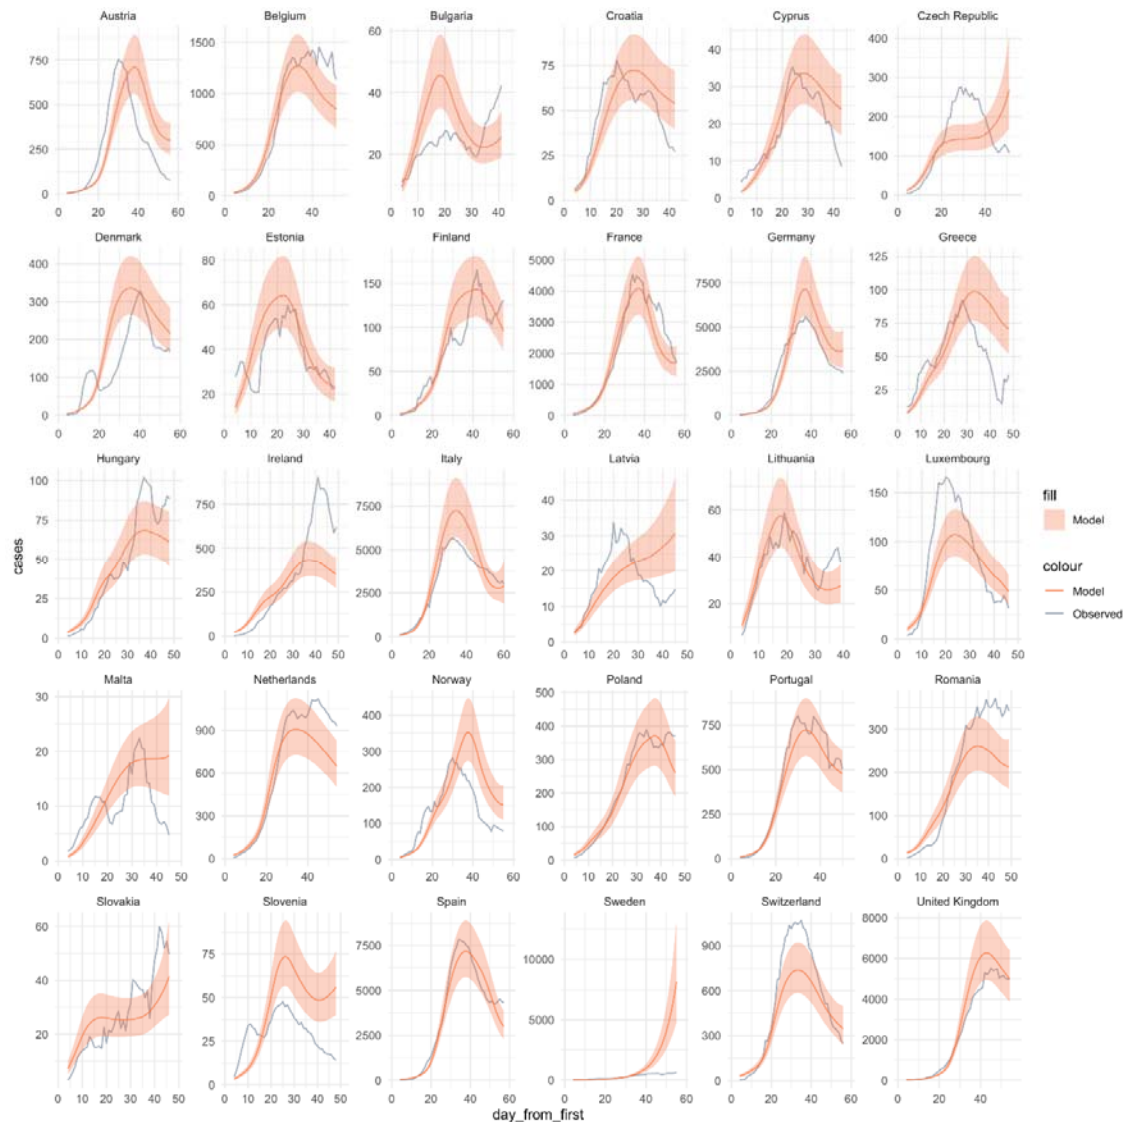 Austria Belgium Bulgaria Croatia Cyprus Czech Republic
750 500 250 0
0 20 40 60
1500 1000 500 0
0 20 40
60 40 20
0 10 20 30 40
75 50 25 0
0 10 20 30 40
40 30 20 10 0
0 10 20 30 40
400 300 200 100 0
0 20 40
Denmark Estonia Finland France Germany Greece
400 300 200 100 0
0 20 40 60
80 60 40 20
0 10 20 30 40
150 100 50 0
0 20 40 60
5000 4000 3000 2000 1000 0
0 20 40 60
7500 5000 2500 0
0 20 40 60
125 100 75 50 25
0 10 20 30 40 50
Hungary Ireland Italy Latvia Lithuania Luxembourg
100 75 50 25 0
0 10 20 30 40 50
750 500 250 0
0 10 20 30 40 50
7500 5000 2500 0
0 20 40 60
40 30 20 10 0
0 10 20 30 40 50
60 40 20
0 10 20 30 40
150 100 50 0
0 10 20 30 40 50
Malta Netherlands Norway Poland Portugal Romania
30 20 10 0
0 10 20 30 40 50
900 600 300 0
0 20 40
400 300 200 100 0
0 20 40 60
500 400 300 200 100 0
0 10 20 30 40 50
750 500 250 0
0 20 40
300 200 100 0
0 10 20 30 40 50
Slovakia Slovenia Spain Sweden Switzerland United Kingdom
60 40 20
0 10 20 30 40 50
75 50 25 0
0 10 20 30 40 50
7500 5000 2500 0
0 20 40 60
10000 5000 0
0 20 40 60
900 600 300 0
0 20 40 60
8000 6000 4000 2000 0
0 20 40
cases
day_from_first
fill
Model
colour
Model
Observed